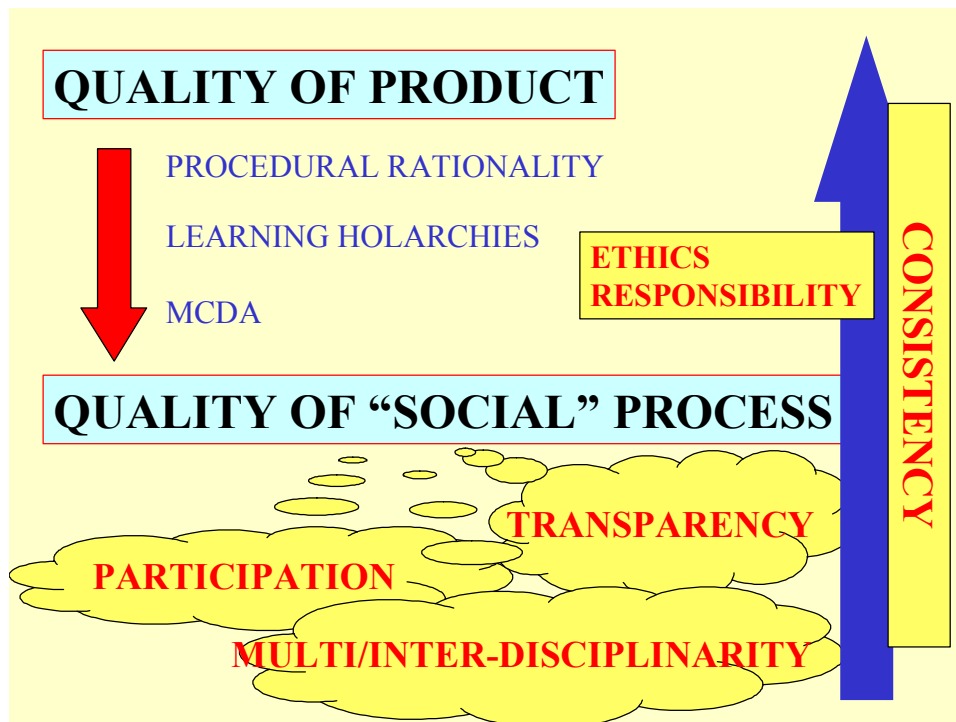 QUALITY OF PRODUCT
PROCEDURAL RATIONALITY
LEARNING HOLARCHIES
MCDA
ETHICS
RESPONSIBILITY
CONSISTENCY
QUALITY OF “SOCIAL” PROCESS
TRANSPARENCY
PARTICIPATION
MULTI/INTER-DISCIPLINARITY